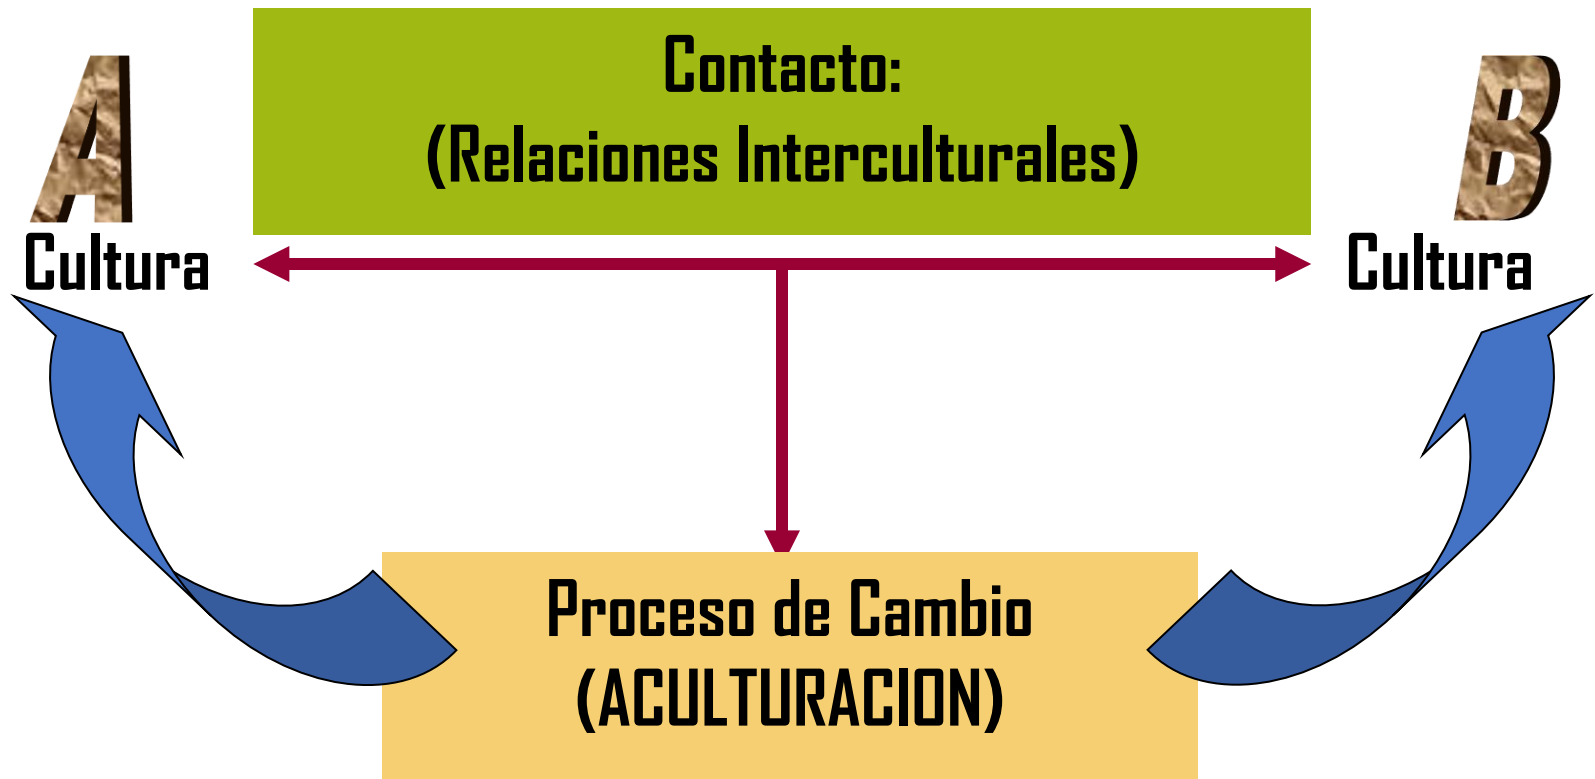 A
Cultura
Contacto:
(Relaciones Interculturales)
B
Cultura
Proceso de Cambio
(ACULTURACION)